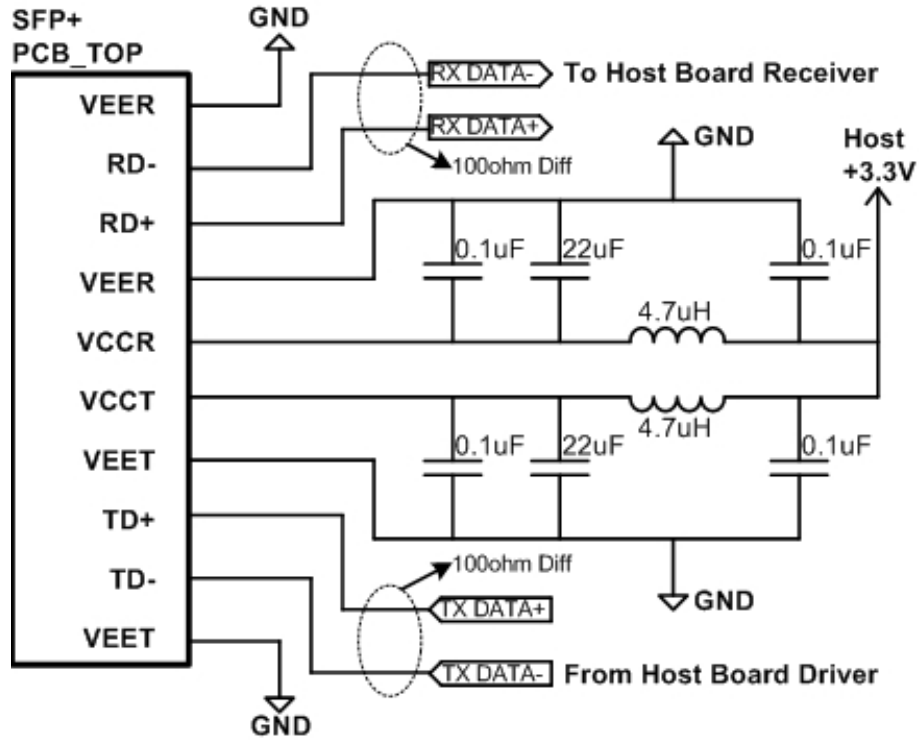 SFP+
PCB_TOP
GND
VEER
RD-
RD+
VEER
VCCR
VCCT
VEET
TD+
TD-
VEET
RX DATA- To Host Board Receiver
RX DATA+
100ohm Diff
GND
Host
+3.3V
0.1uF
22uF
0.1uF
4.7uH
4.7uH
0.1uF
22uF
0.1uF
100ohm Diff
GND
TX DATA+
TX DATA- From Host Board Driver
GND